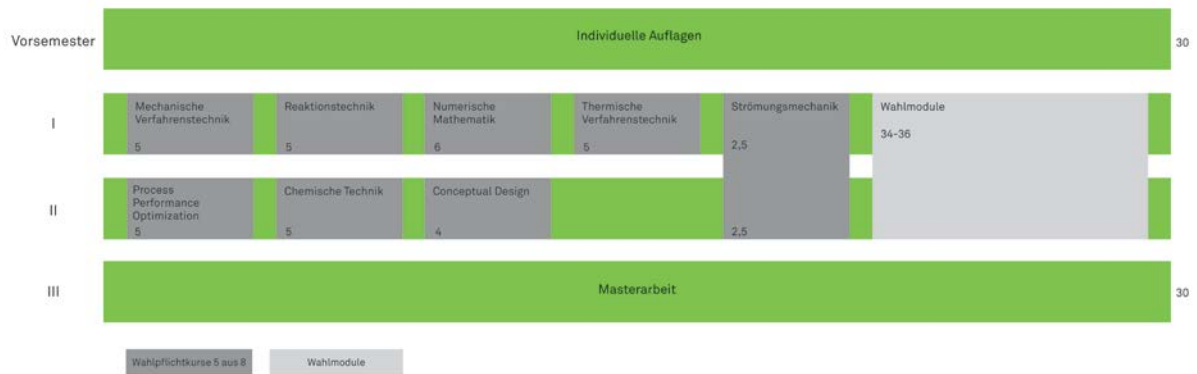 Vorsemester
Individuelle Auflagen
30
I
Mechanische
Verfahrenstechnik
5
Reaktionstechnik
5
Numerische
Mathematik
6
Thermische
Verfahrenstechnik
5
Strömungsmechanik
2,5
Wahlmodule
34-36
II
Process
Performance
Optimization
5
Chemische Technik
5
Conceptual Design
4
2,5
III
Masterarbeit
30
Wahlpflichtkurse 5 aus 8
Wahlmodule